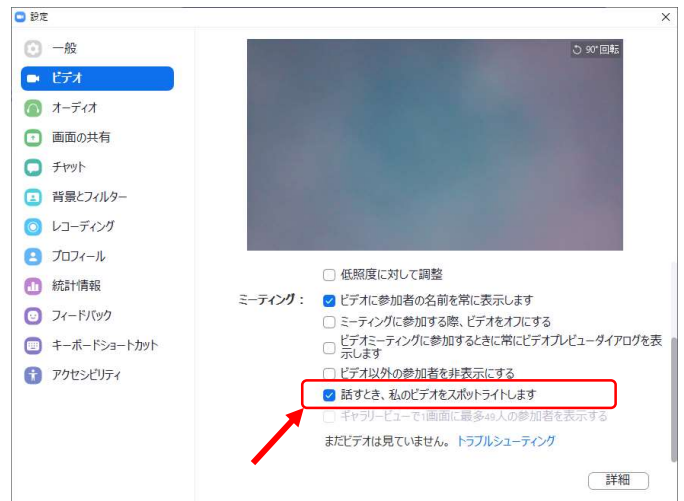 設定
一般
ビデオ
オーディオ
画面の共有
チャット
背景とフィルター
レコーディング
プロフィール
統計情報
フィードバック
キーボードショートカット
アクセシビリティ
90°回転
低照度に対して調整
ミーティング：
ビデオに参加者の名前を常に表示します
ミーティングに参加する際、ビデオをオフにする
ビデオミーティングに参加するときに常にビデオプレビューダイアログを表
示します
ビデオ以外の参加者を非表示にする
話すとき、私のビデオをスポットライトします
ギャラリービューで1画面に最多49人の参加者を表示する
まだビデオは見ていません。 トラブルシューティング
詳細